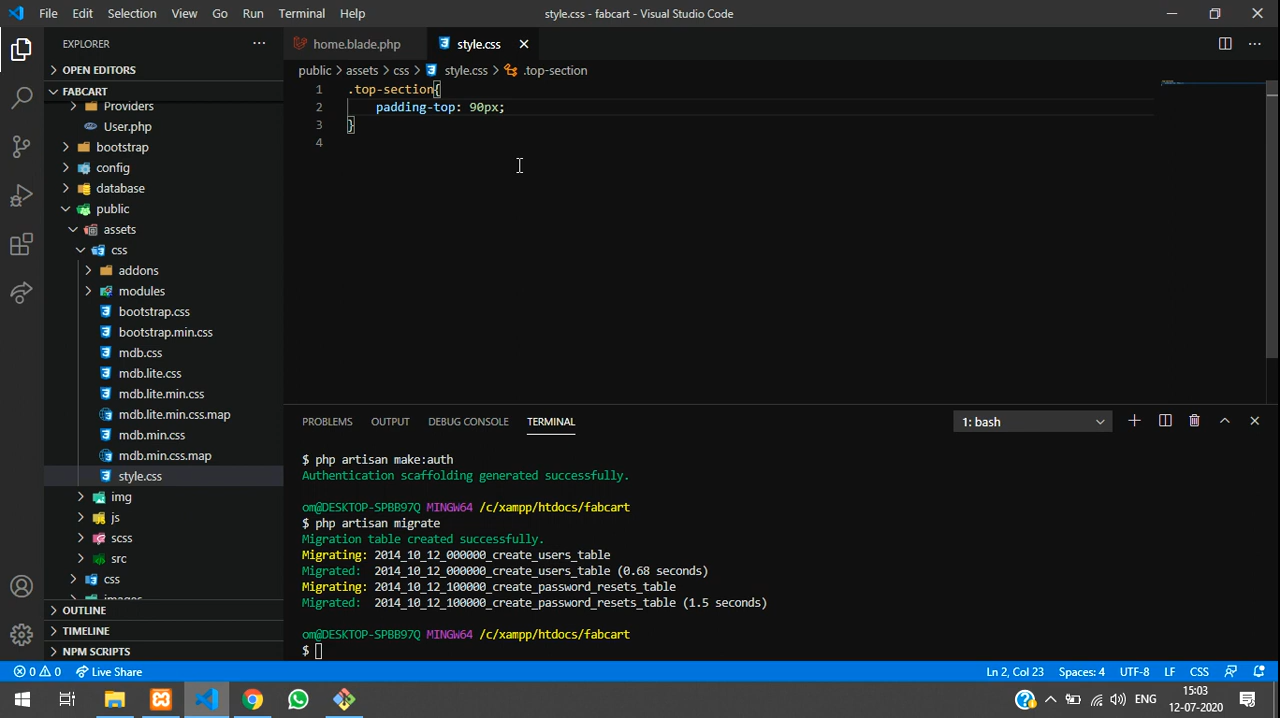 File Edit Selection View Go Run Terminal Help style.css - fabcart - Visual Studio Code
EXPLORER
OPEN EDITORS
FABCART
Providers
User.php
bootstrap
config
database
public
assets
css
addons
modules
bootstrap.css
bootstrap.min.css
mdb.css
mdb.lite.css
mdb.lite.min.css
mdb.lite.min.css.map
mdb.min.css
mdb.min.css.map
style.css
img
js
scss
src
css
images
OUTLINE
TIMELINE
NPM SCRIPTS
home.blade.php style.css
public > assets > css > style.css > .top-section
1 .top-section{
2 padding-top: 90px;
3 }
4
PROBLEMS OUTPUT DEBUG CONSOLE TERMINAL 1: bash
$ php artisan make:auth
Authentication scaffolding generated successfully.
om@DESKTOP-SPBB97Q MINGW64 /c/xampp/htdocs/fabcart
$ php artisan migrate
Migration table created successfully.
Migrating: 2014_10_12_000000_create_users_table
Migrated: 2014_10_12_000000_create_users_table (0.68 seconds)
Migrating: 2014_10_12_100000_create_password_resets_table
Migrated: 2014_10_12_100000_create_password_resets_table (1.5 seconds)
om@DESKTOP-SPBB97Q MINGW64 /c/xampp/htdocs/fabcart
$
0 0 Live Share Ln 2, Col 23 Spaces: 4 UTF-8 LF CSS
ENG 15:03
12-07-2020